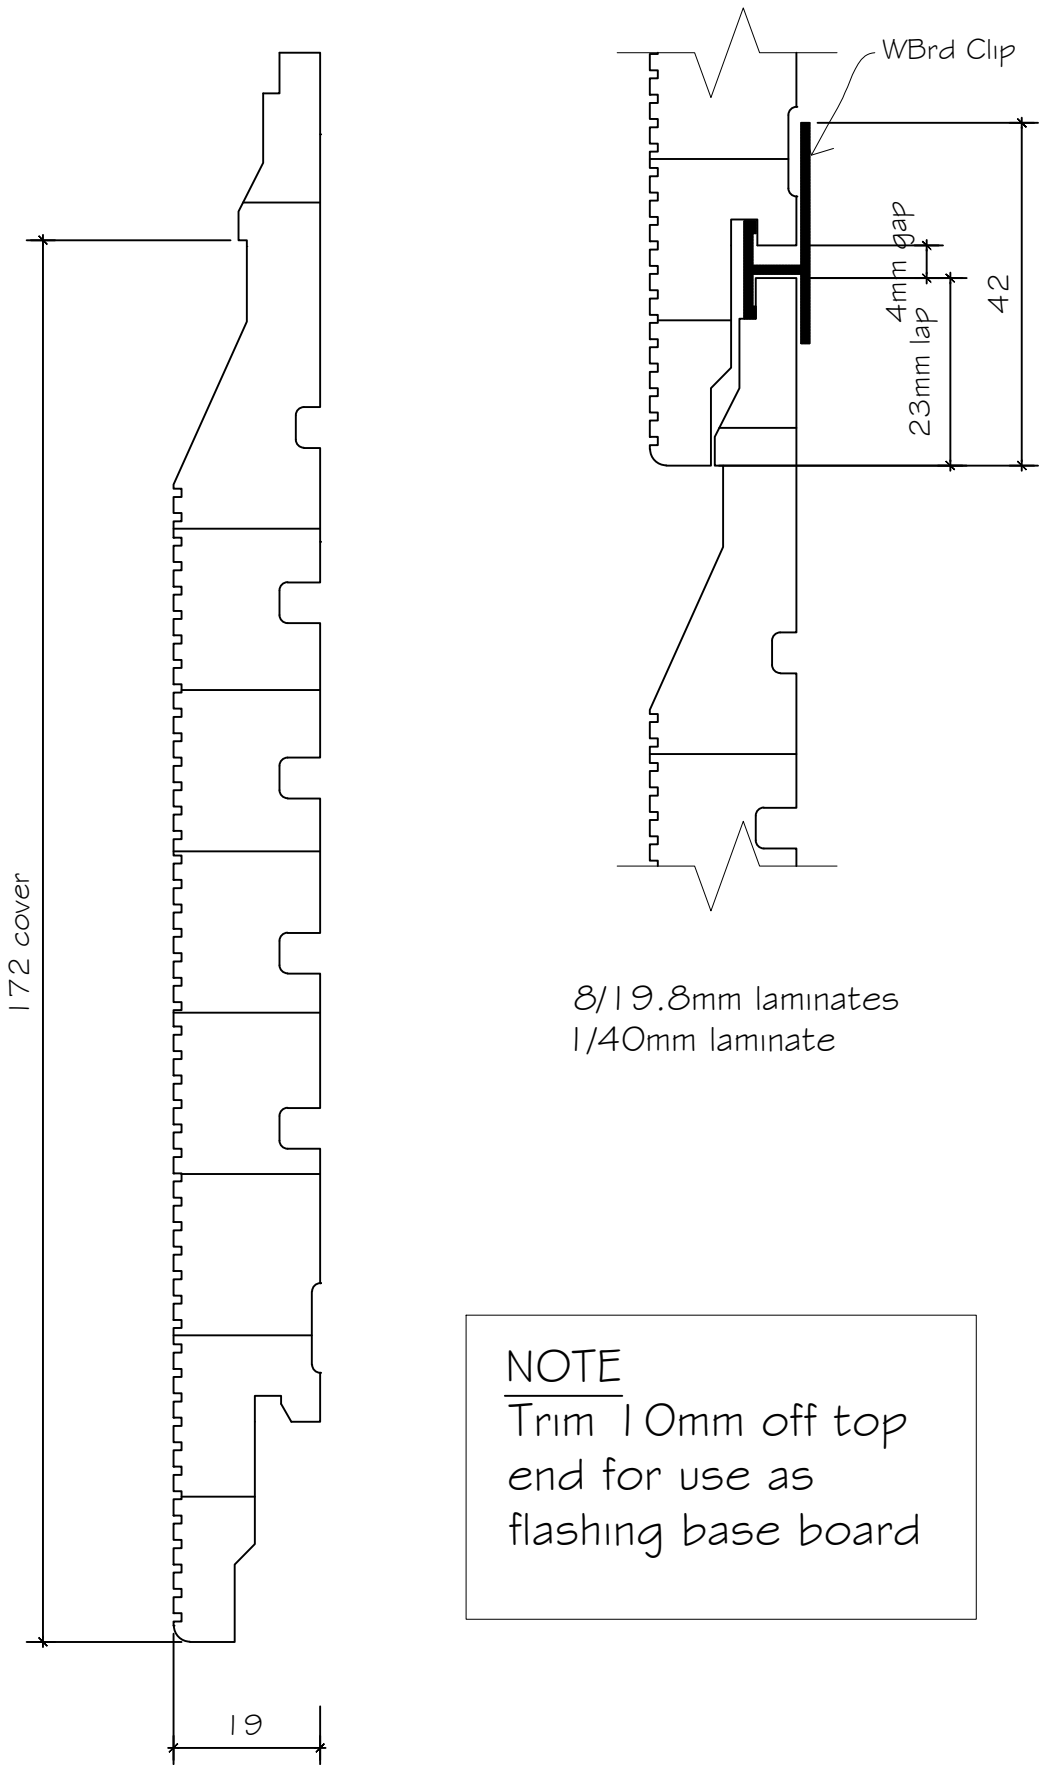 WBrd Clip
4mm gap
42
23mm lap
172 cover
8/19.8mm laminates
1/40mm laminate
NOTE
Trim 10mm off top
end for use as
flashing base board
19